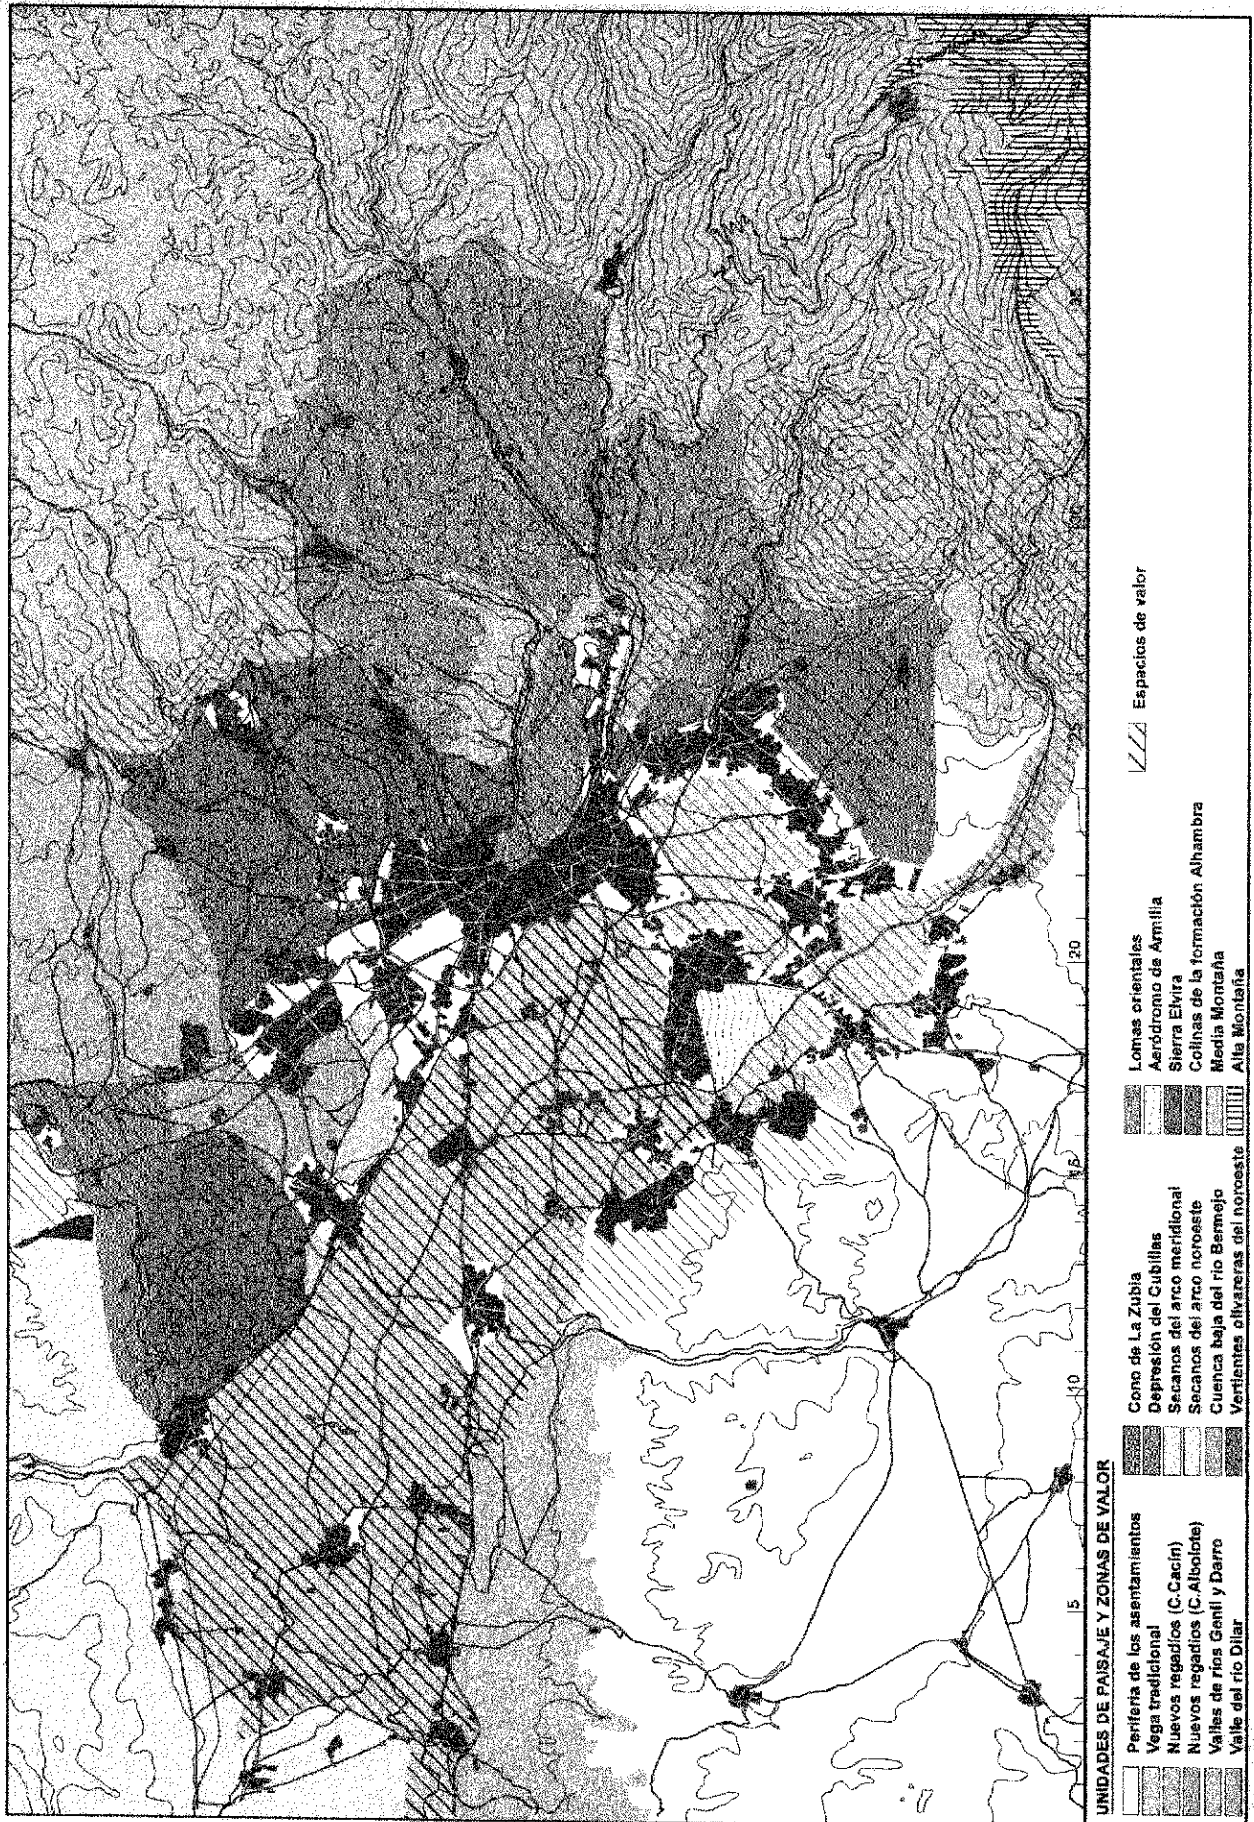 5
10
15
20
25
30
35
UNIDADES DE PAISAJE Y ZONAS DE VALOR
Periferia de los asentamientos
Vega tradicional
Nuevos regadíos (C.Cacín)
Nuevos regadíos (C.Albolote)
Valles de ríos Genil y Darro
Valle del río Dilar
Cono de La Zubia
Depresión del Cubillas
Secanos del arco meridional
Secanos del arco noroeste
Cuenca baja del río Bermejo
Vertientes olivareras del noroeste
Lomas orientales
Aeródromo de Armilla
Sierra Elvira
Colinas de la formación Alhambra
Media Montaña
Alta Montaña
Espacios de valor